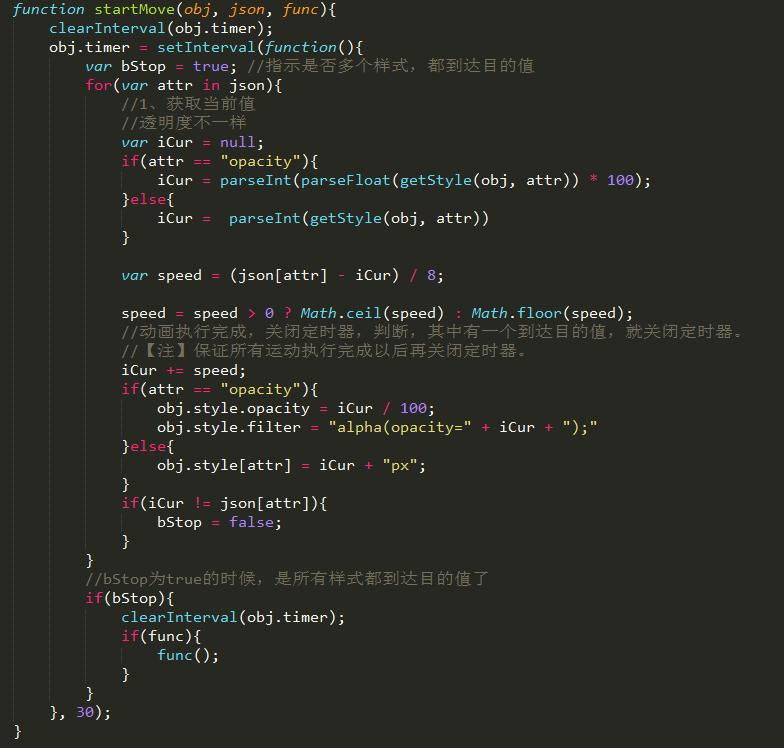 function startMove(obj, json, func){
    clearInterval(obj.timer);
    obj.timer = setInterval(function(){
        var bStop = true; //指示是否多个样式，都到达目的值
        for(var attr in json){
            //1、获取当前值
            //透明度不一样
            var iCur = null;
            if(attr == "opacity"){
                iCur = parseInt(parseFloat(getStyle(obj, attr)) * 100);
            }else{
                iCur =  parseInt(getStyle(obj, attr))
            }

            var speed = (json[attr] - iCur) / 8;

            speed = speed > 0 ? Math.ceil(speed) : Math.floor(speed);
            //动画执行完成，关闭定时器，判断，其中有一个到达目的值，就关闭定时器。
            //【注】保证所有运动执行完成以后再关闭定时器。
            iCur += speed;
            if(attr == "opacity"){
                obj.style.opacity = iCur / 100;
                obj.style.filter = "alpha(opacity=" + iCur + ");"
            }else{
                obj.style[attr] = iCur + "px";
            }
            if(iCur != json[attr]){
                bStop = false;
            }
        }
        //bStop为true的时候，是所有样式都到达目的值了
        if(bStop){
            clearInterval(obj.timer);
            if(func){
                func();
            }
        }
    }, 30);
}